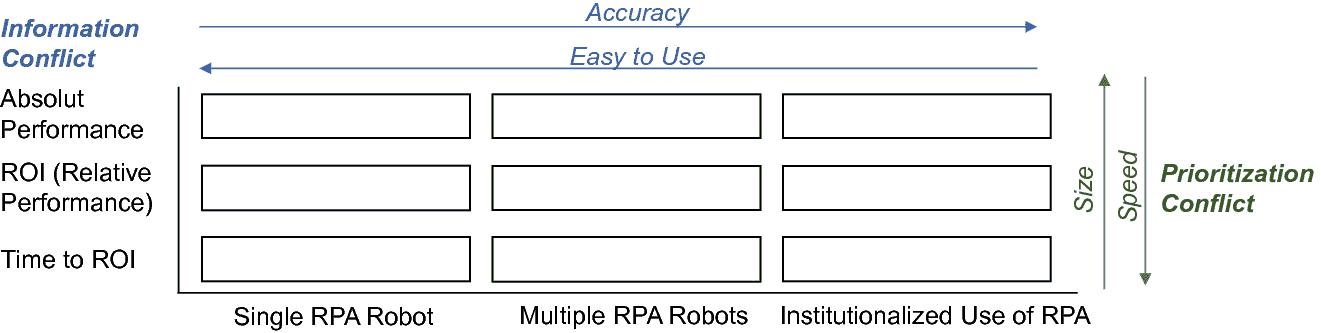 Information
Conflict
Accuracy
Easy to Use
Absolut
Performance
ROI (Relative
Performance)
Time to ROI
Size
Speed
Prioritization
Conflict
Single RPA Robot
Multiple RPA Robots
Institutionalized Use of RPA